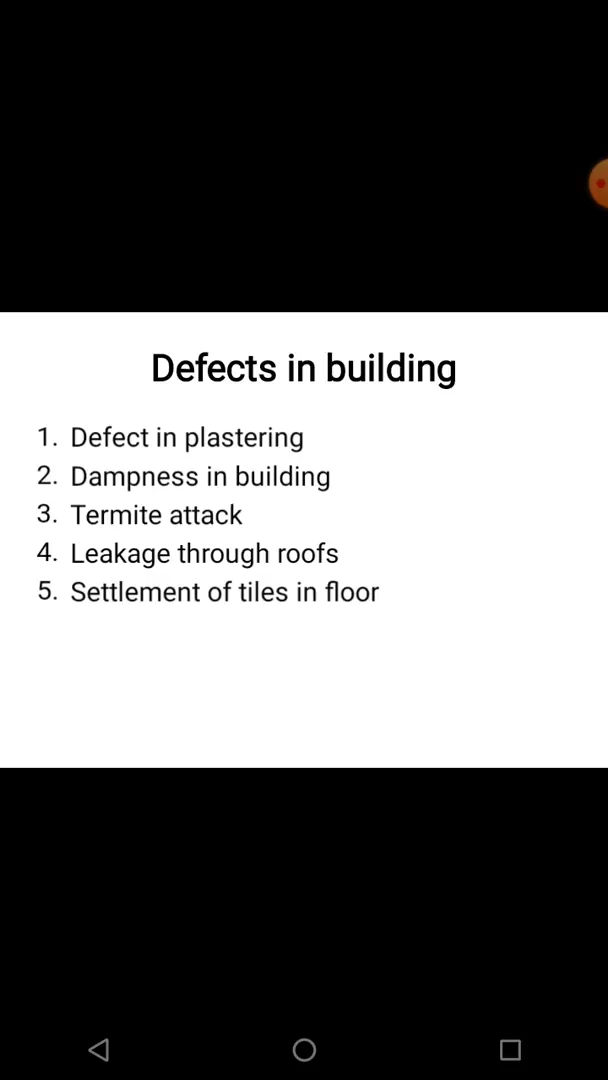 Defects in building
1. Defect in plastering
2. Dampness in building
3. Termite attack
4. Leakage through roofs
5. Settlement of tiles in floor